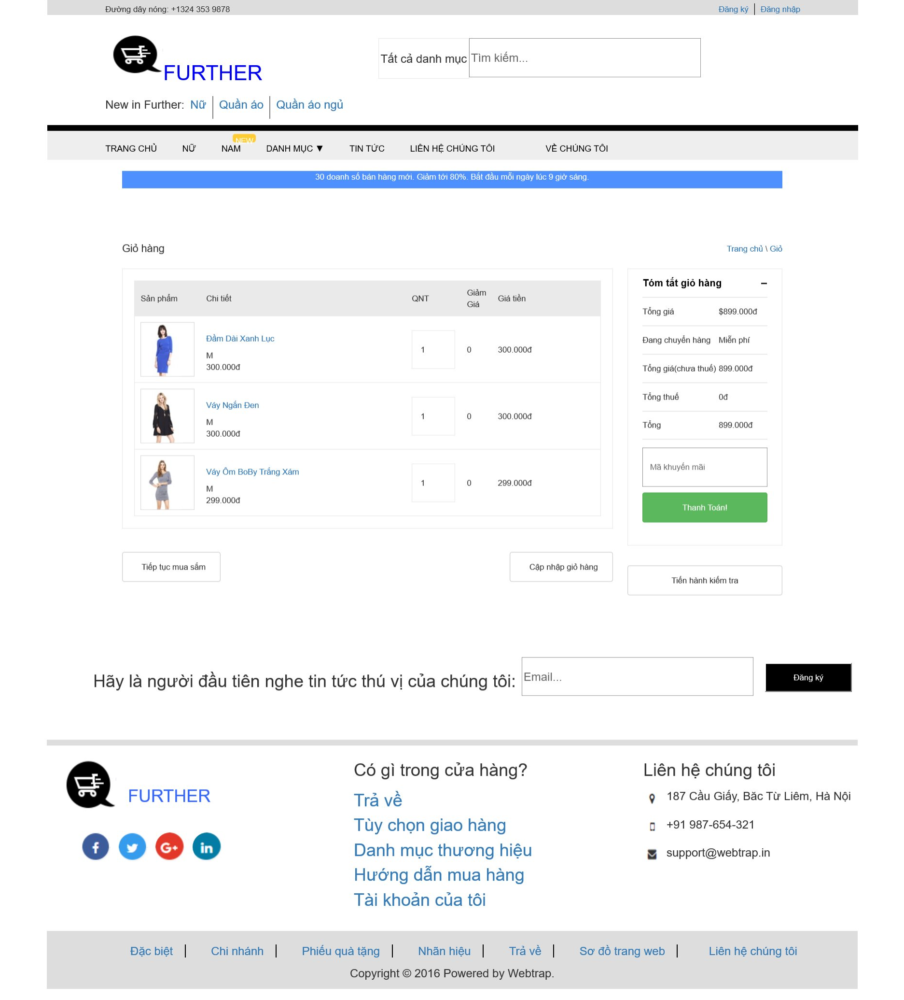 Đường dây nóng: +1324 353 9878
Đăng ký
Đăng nhập
FURTHER
Tất cả danh mục
Tìm kiếm...
New in Further: Nữ Quần áo Quần áo ngủ
NEW
TRANG CHỦ NỮ NAM DANH MỤC ▼ TIN TỨC LIÊN HỆ CHÚNG TÔI VỀ CHÚNG TÔI
30 doanh số bán hàng mới. Giảm tới 80%. Bắt đầu mỗi ngày lúc 9 giờ sáng.
Giỏ hàng
Trang chủ \ Giỏ
Sản phẩm Chi tiết QNT Giảm Giá Giá tiền
Đầm Dài Xanh Lục
M
300.000đ
1 0 300.000đ
Váy Ngắn Đen
M
300.000đ
1 0 300.000đ
Váy Ôm BoBy Trắng Xám
M
299.000đ
1 0 299.000đ
Tóm tắt giỏ hàng –
Tổng giá $899.000đ
Đang chuyển hàng Miễn phí
Tổng giá(chưa thuế) 899.000đ
Tổng thuế 0đ
Tổng 899.000đ
Mã khuyến mãi
Thanh Toán!
Tiếp tục mua sắm
Cập nhập giỏ hàng
Tiến hành kiểm tra
Hãy là người đầu tiên nghe tin tức thú vị của chúng tôi:
Email...
Đăng ký
FURTHER
Có gì trong cửa hàng?
Trả về
Tùy chọn giao hàng
Danh mục thương hiệu
Hướng dẫn mua hàng
Tài khoản của tôi
Liên hệ chúng tôi
187 Cầu Giấy, Băc Từ Liêm, Hà Nội
+91 987-654-321
support@webtrap.in
Đặc biệt Chi nhánh Phiếu quà tặng Nhãn hiệu Trả về Sơ đồ trang web Liên hệ chúng tôi
Copyright © 2016 Powered by Webtrap.